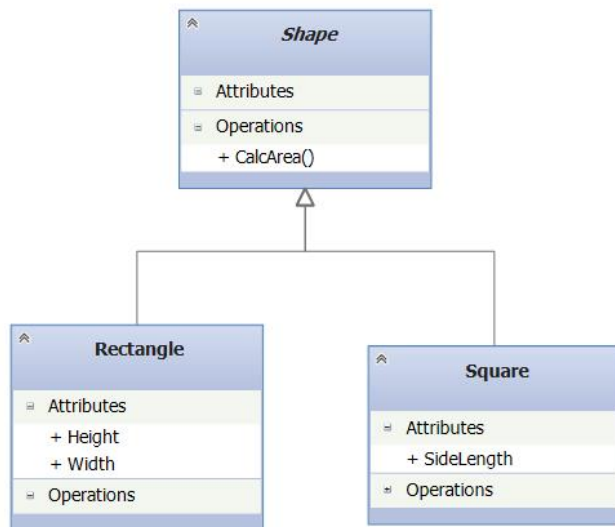 Shape
Attributes
Operations
+ CalcArea()
Rectangle
Attributes
+ Height
+ Width
Operations
Square
Attributes
+ SideLength
Operations